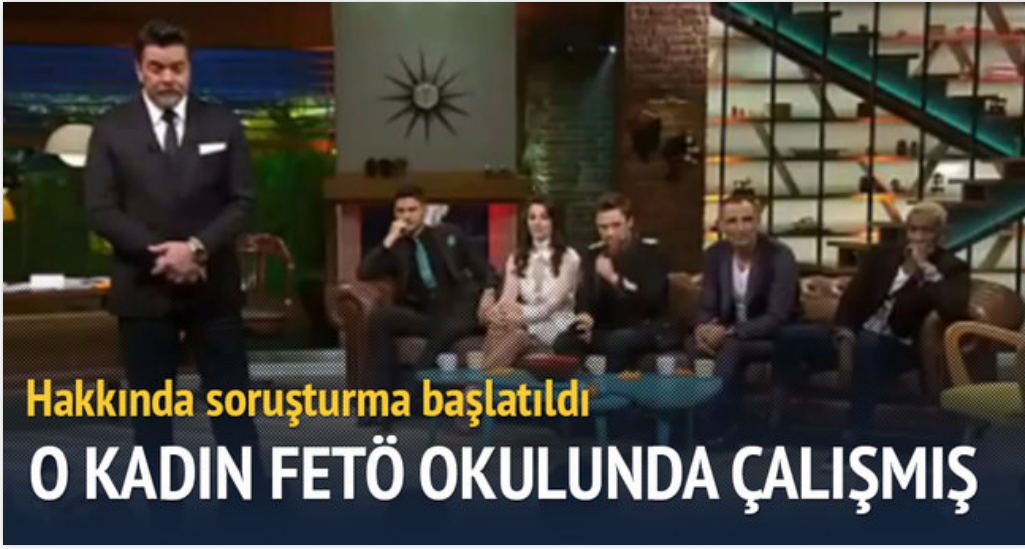 Hakkında soruşturma başlatıldı
O KADIN FETÖ OKULUNDA ÇALIŞMIŞ